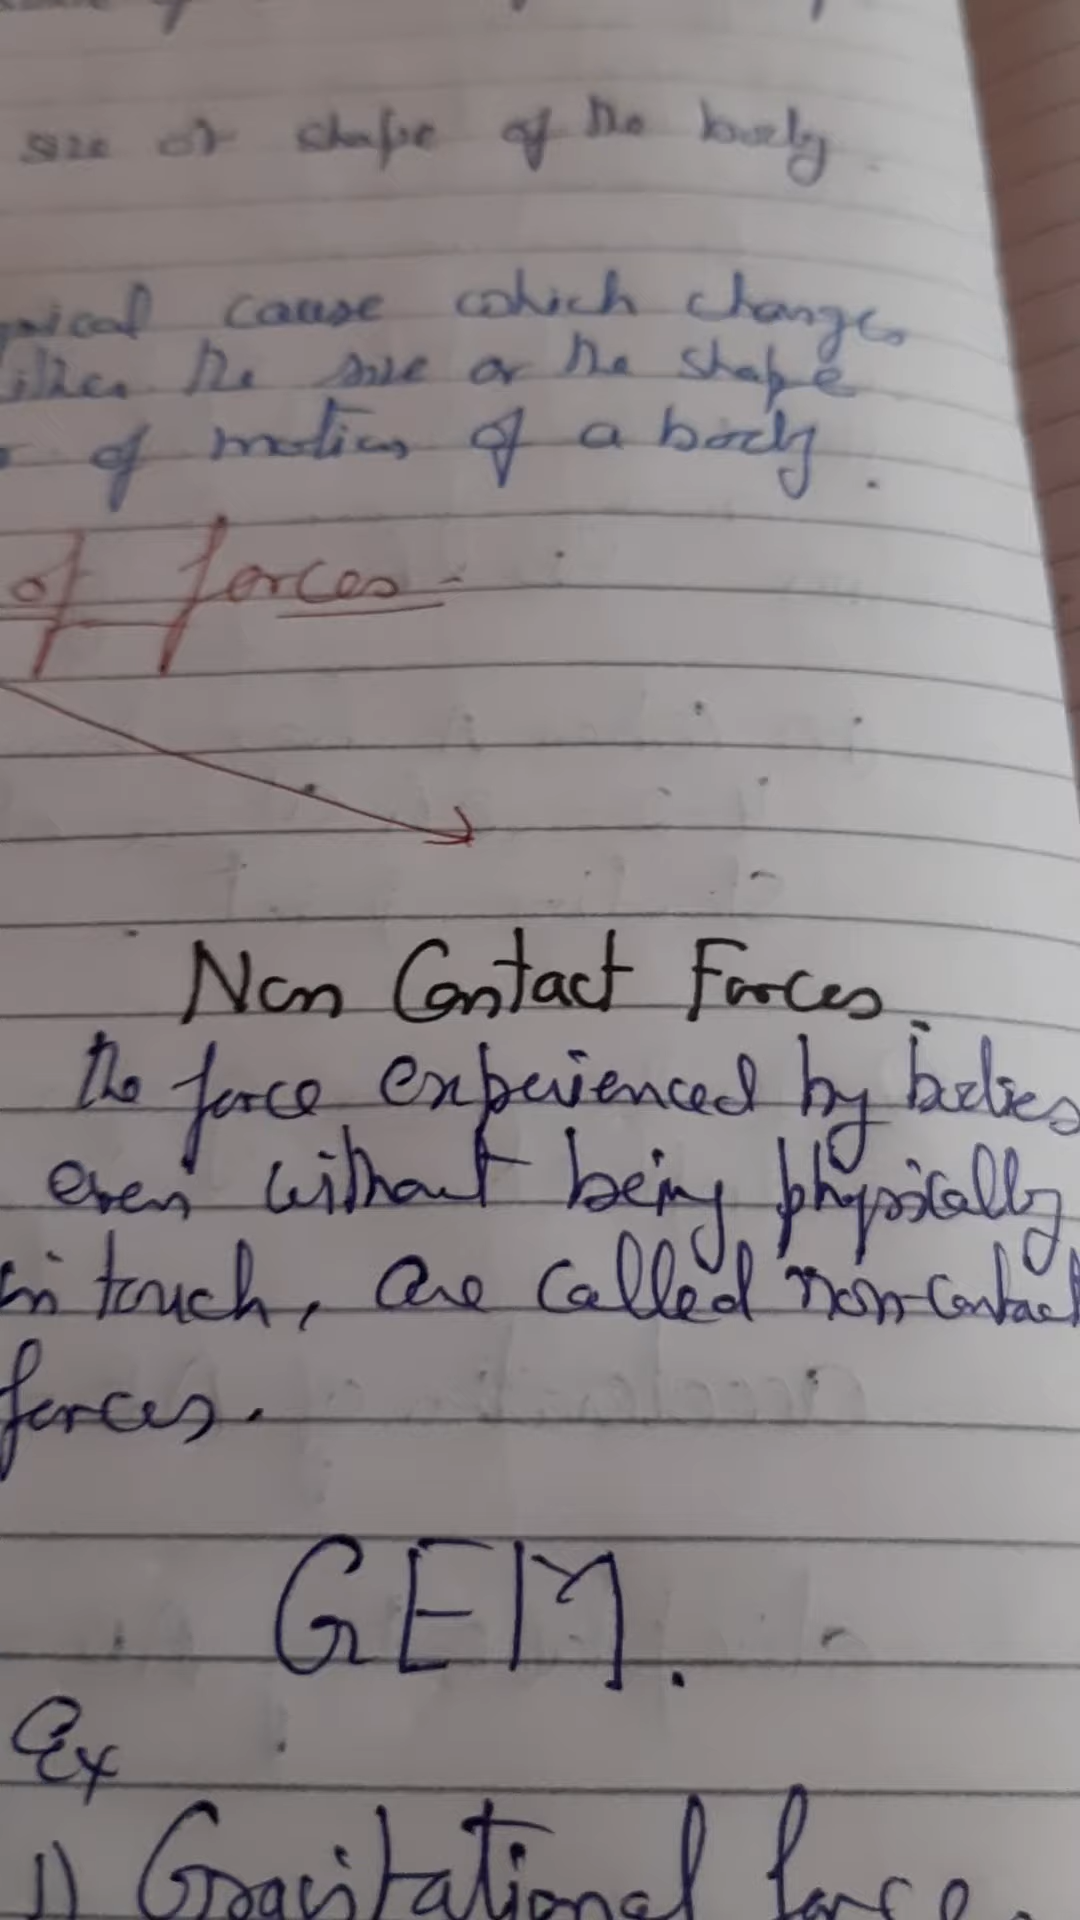 size or shape of the body.
cause which changes
the size or the shape
of motion of a body.
of forces -
Non Contact Forces.
the force experienced by bodies
even without being physically
in touch, are called non-contact
forces.
GEM.
Ex
1) Gravitational force.